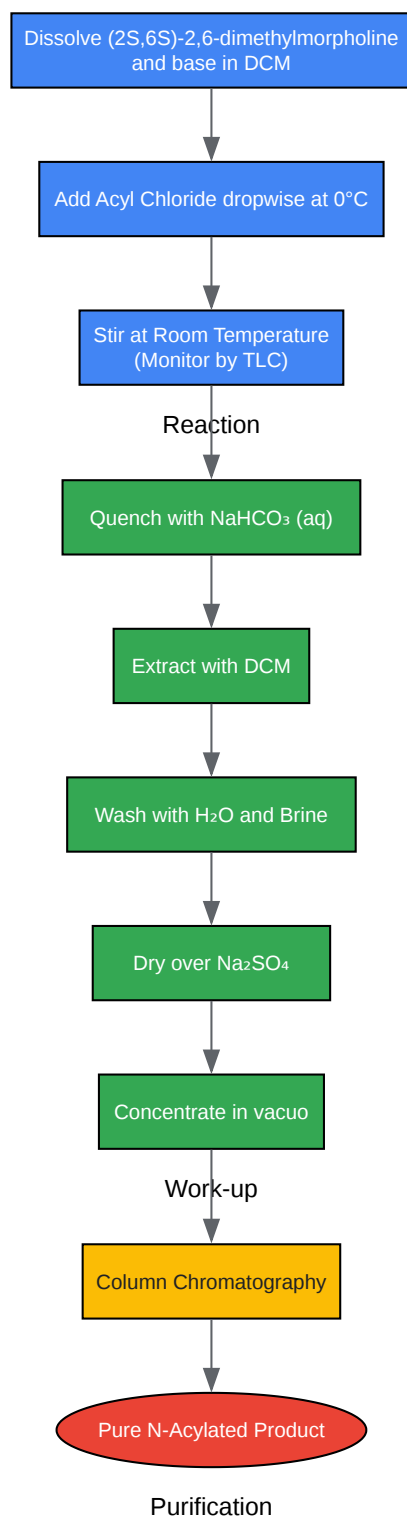 Dissolve (2S,6S)-2,6-dimethylmorpholine
and base in DCM
Add Acyl Chloride dropwise at 0°C
Stir at Room Temperature
(Monitor by TLC)
Reaction
Quench with NaHCO₃ (aq)
Extract with DCM
Wash with H₂O and Brine
Dry over Na₂SO₄
Concentrate in vacuo
Work-up
Column Chromatography
Pure N-Acylated Product
Purification